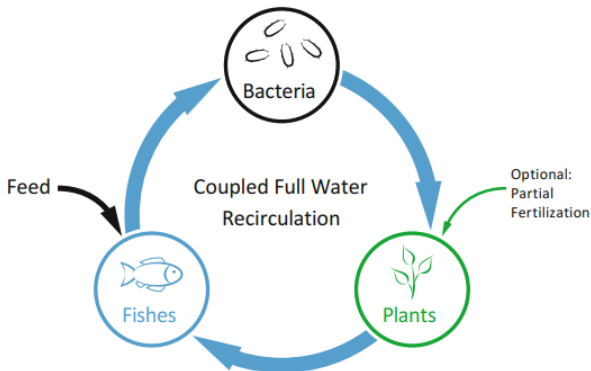 Bacteria
Feed
Coupled Full Water
Recirculation
Optional:
Partial
Fertilization
Fishes
Plants